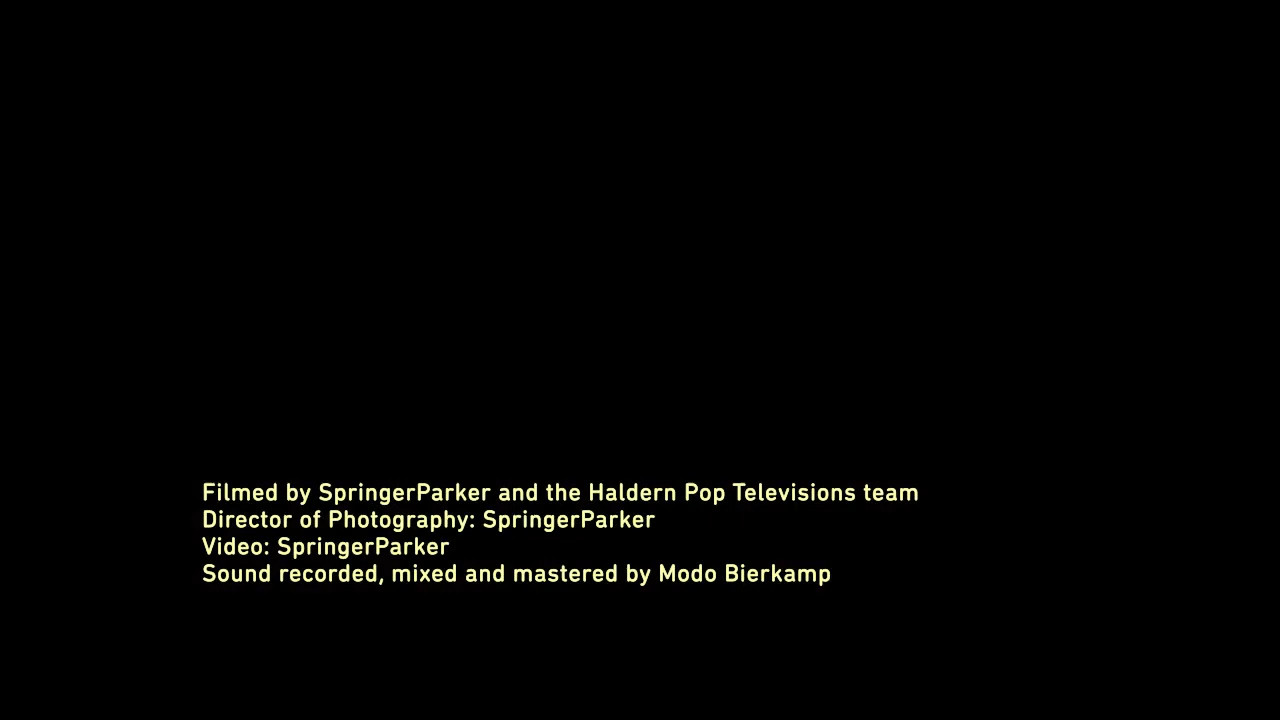 Filmed by SpringerParker and the Haldern Pop Televisions team
Director of Photography: SpringerParker
Video: SpringerParker
Sound recorded, mixed and mastered by Modo Bierkamp